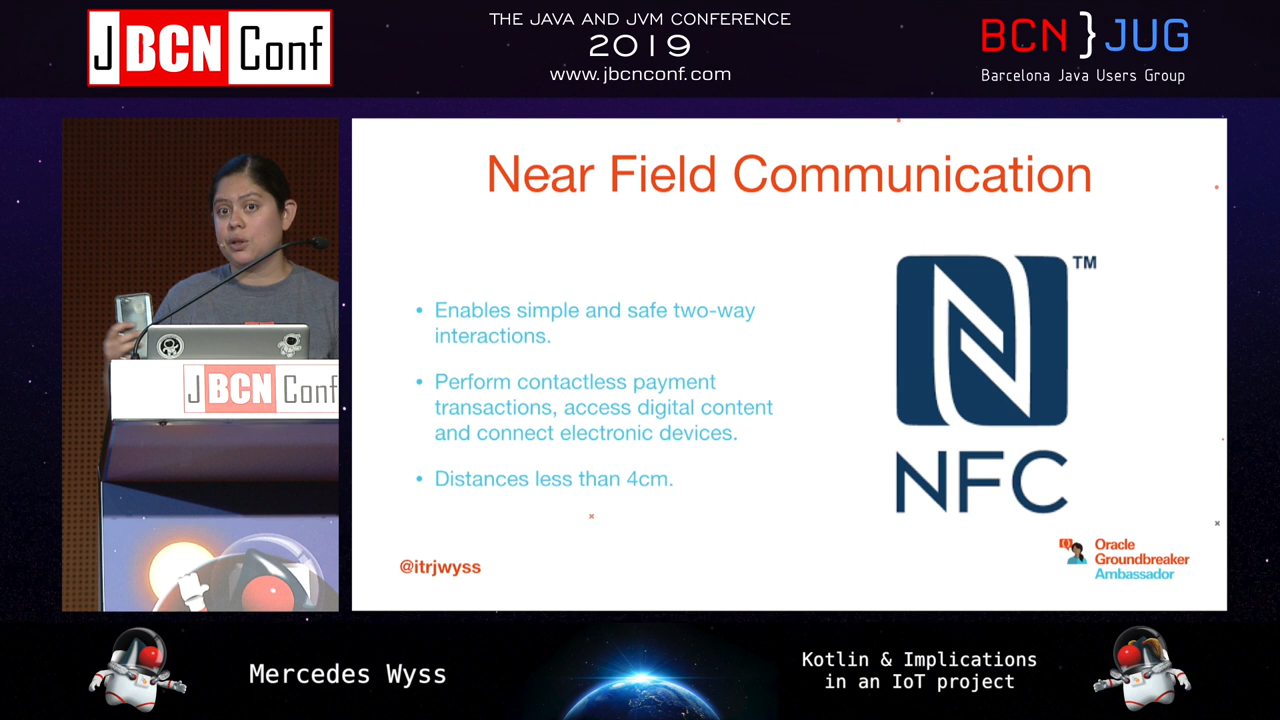 J BCN Conf
THE JAVA AND JVM CONFERENCE
2019
www.jbcnconf.com
BCN}JUG
Barcelona Java Users Group
Near Field Communication
• Enables simple and safe two-way
interactions.
• Perform contactless payment
transactions, access digital content
and connect electronic devices.
• Distances less than 4cm.
TM
N
NFC
@itrjwyss
Oracle
Groundbreaker
Ambassador
J BCN Conf
Mercedes Wyss
Kotlin & Implications
in an IoT project